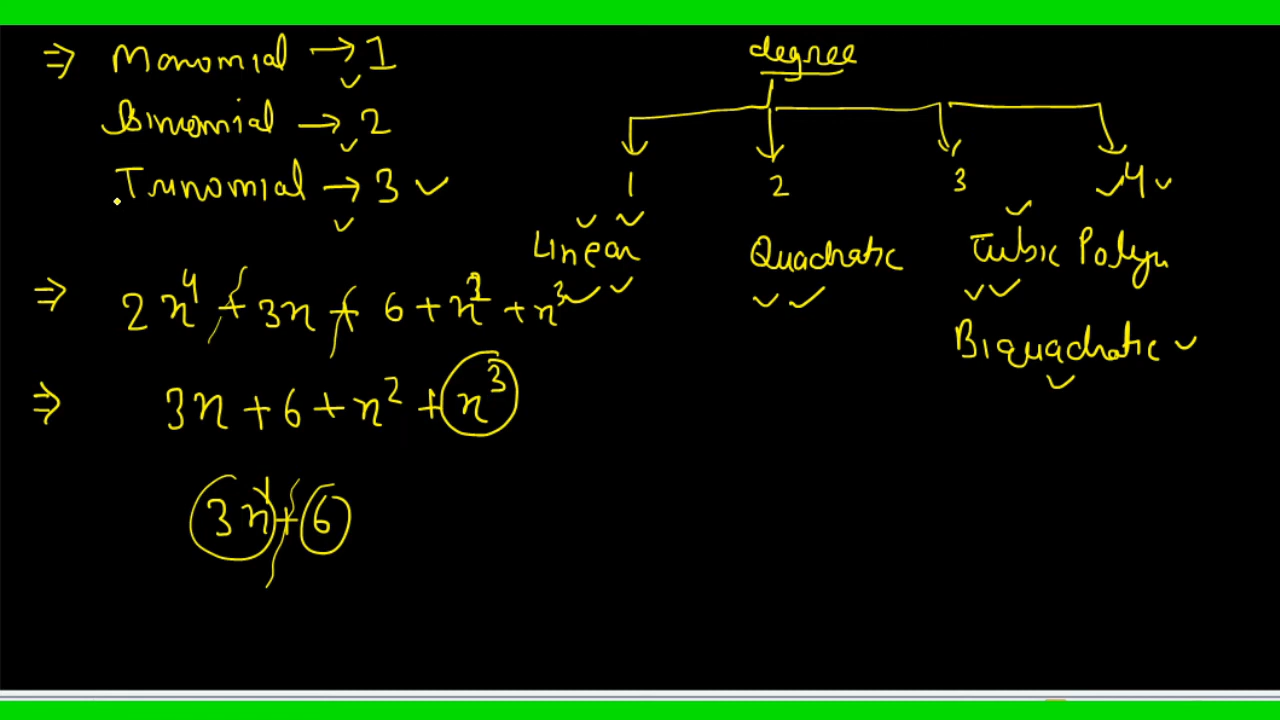 ⇒ Monomial → 1
Binomial → 2
Trinomial → 3
degree
1 2 3 4
Linear Quadratic Cubic Polyn
Biquadratic
⇒ 2x⁴ + 3x + 6 + x² + x³
⇒ 3x + 6 + x² + x³
3x¹ + 6